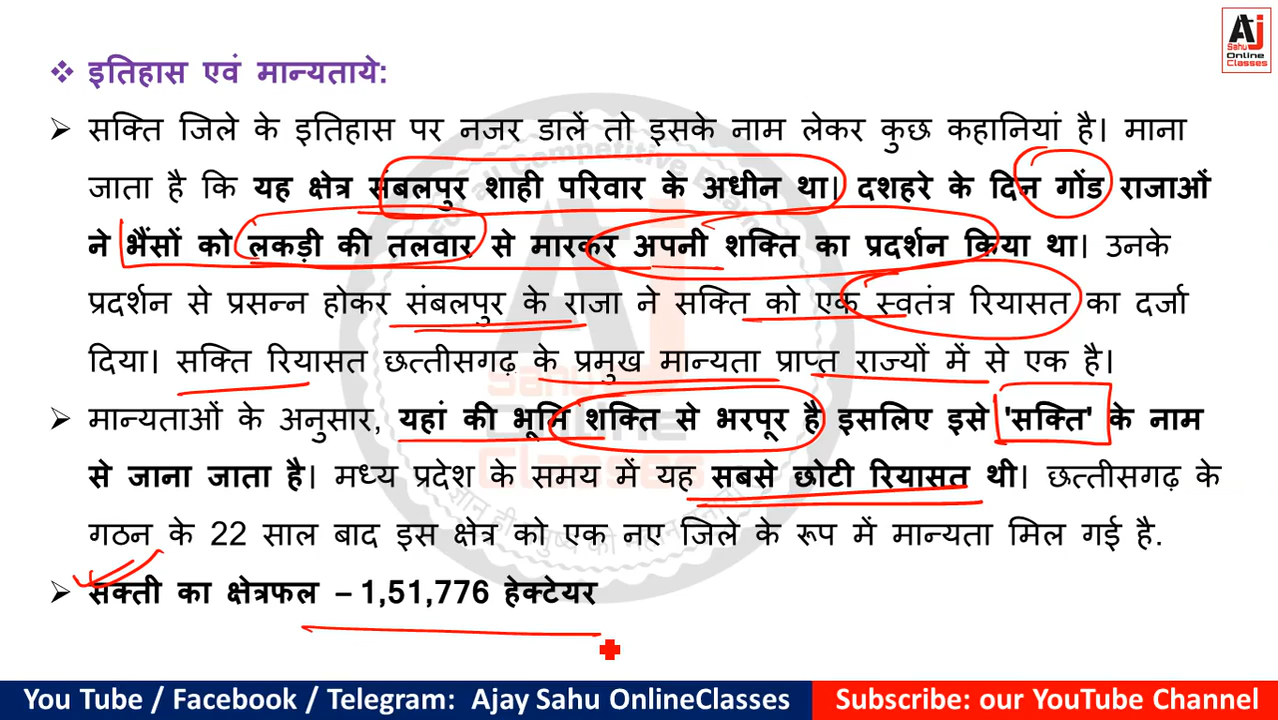 AJ
Sahu
Online
Classes
❖ इतिहास एवं मान्यताये:
➢ सक्ति जिले के इतिहास पर नजर डालें तो इसके नाम लेकर कुछ कहानियां है। माना
जाता है कि यह क्षेत्र संबलपुर शाही परिवार के अधीन था। दशहरे के दिन गोंड राजाओं
ने भैंसों को लकड़ी की तलवार से मारकर अपनी शक्ति का प्रदर्शन किया था। उनके
प्रदर्शन से प्रसन्न होकर संबलपुर के राजा ने सक्ति को एक स्वतंत्र रियासत का दर्जा
दिया। सक्ति रियासत छत्तीसगढ़ के प्रमुख मान्यता प्राप्त राज्यों में से एक है।
➢ मान्यताओं के अनुसार, यहां की भूमि शक्ति से भरपूर है इसलिए इसे 'सक्ति' के नाम
से जाना जाता है। मध्य प्रदेश के समय में यह सबसे छोटी रियासत थी। छत्तीसगढ़ के
गठन के 22 साल बाद इस क्षेत्र को एक नए जिले के रूप में मान्यता मिल गई है.
➢ सक्ती का क्षेत्रफल – 1,51,776 हेक्टेयर
AJ
Sahu
Online
Classes
You Tube / Facebook / Telegram: Ajay Sahu OnlineClasses
Subscribe: our YouTube Channel